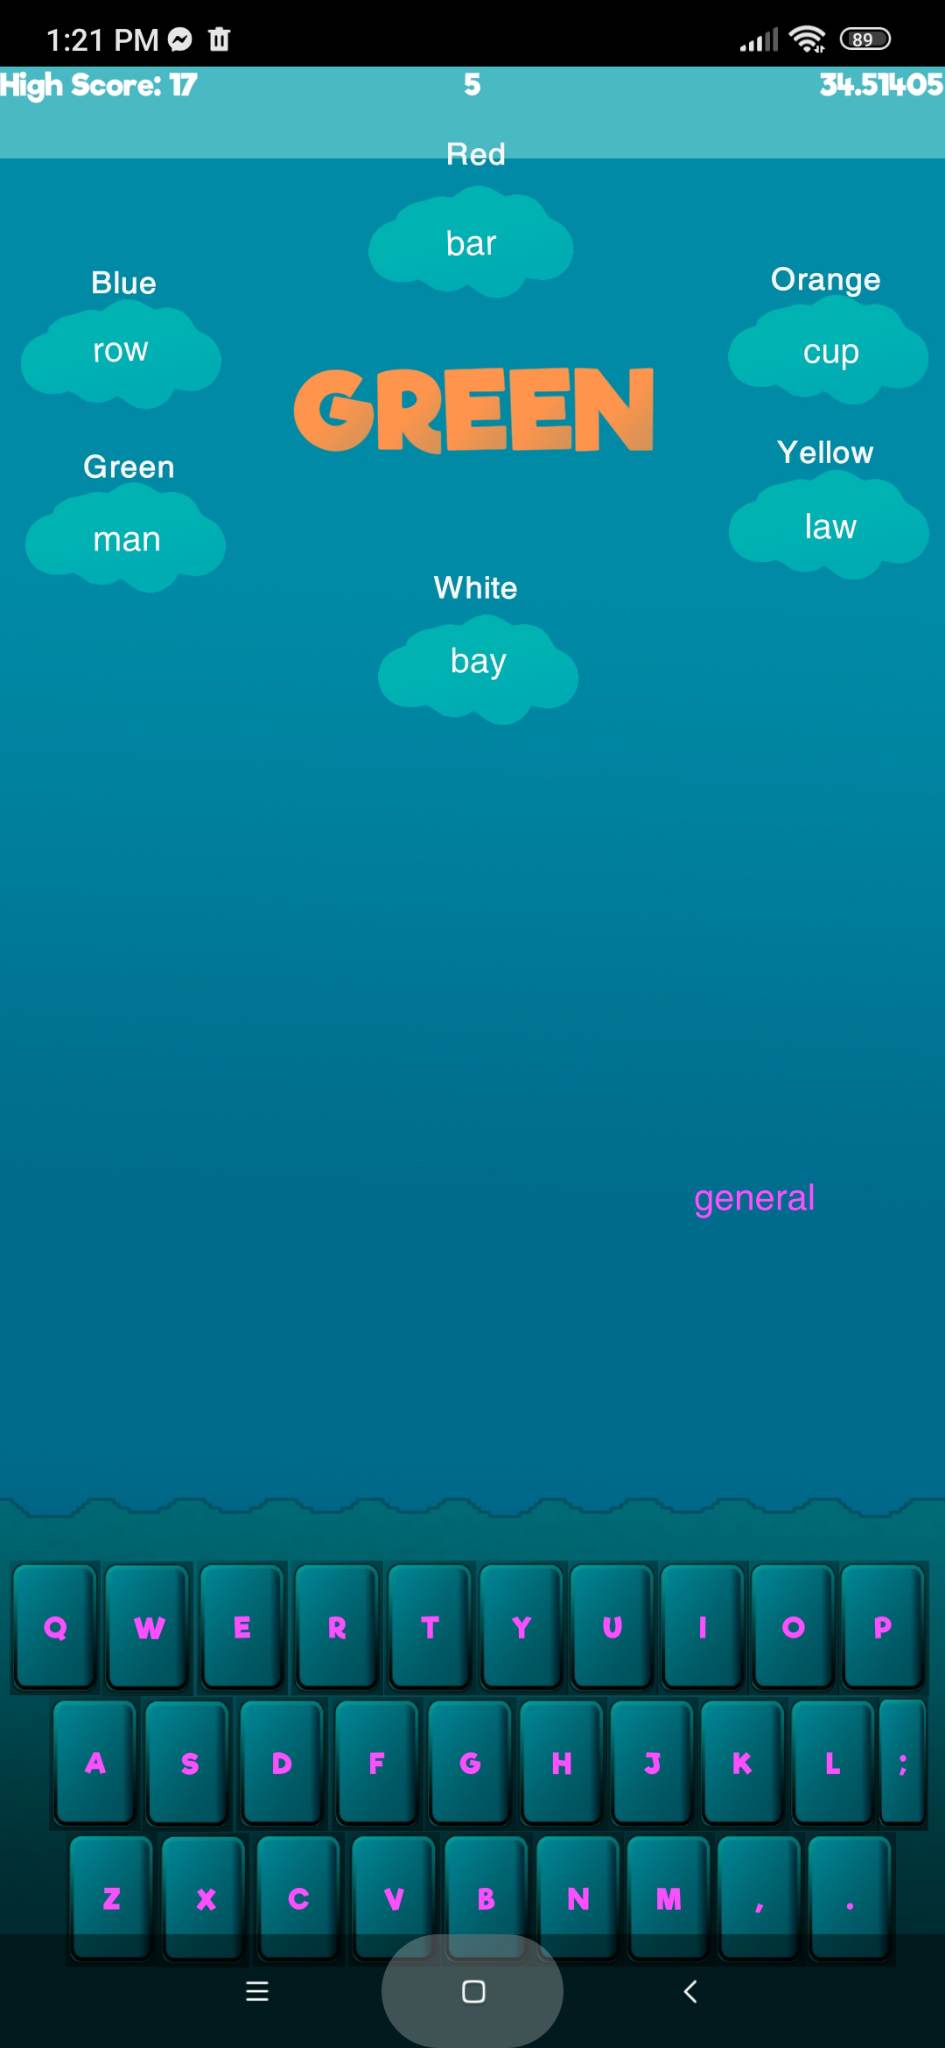 1:21 PM 89
High Score: 17 5 34.51405
Red
bar
Blue Orange
row cup
GREEN
Green Yellow
man law
White
bay
general
Q W E R T Y U I O P
A S D F G H J K L ;
Z X C V B N M , .